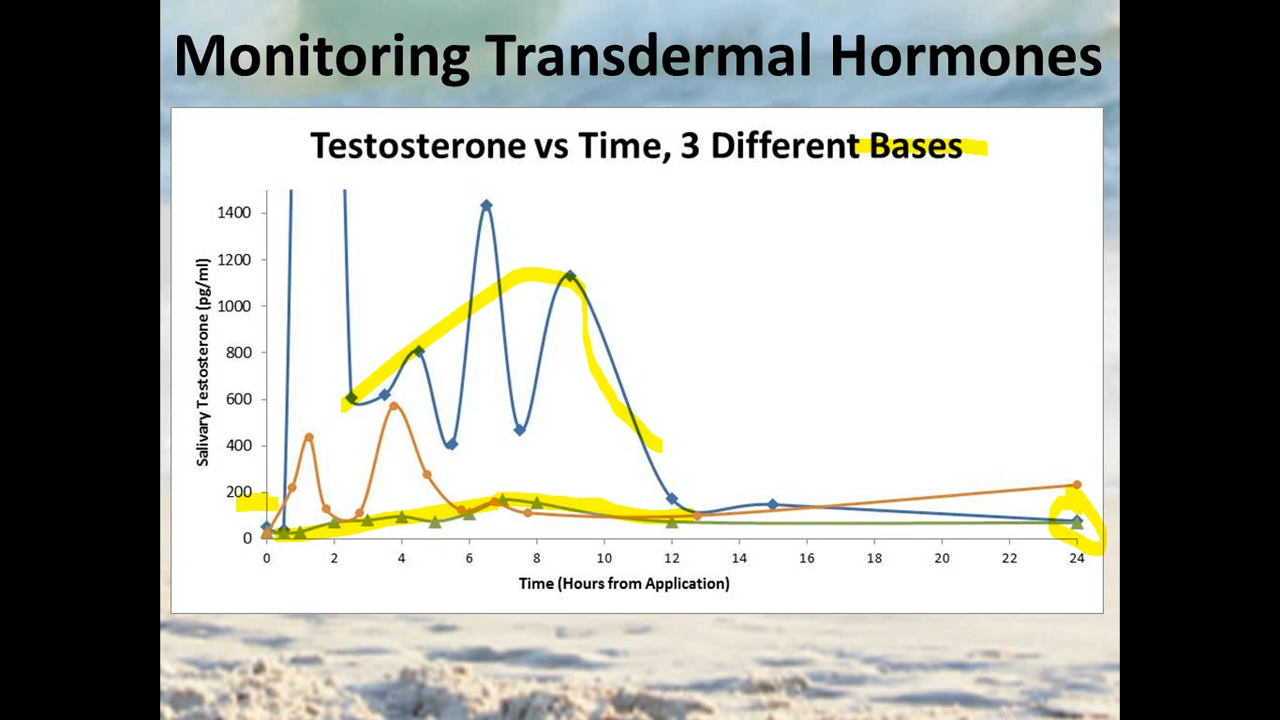 Monitoring Transdermal Hormones
Testosterone vs Time, 3 Different Bases
Salivary Testosterone (pg/ml)
1400
1200
1000
800
600
400
200
0
0 2 4 6 8 10 12 14 16 18 20 22 24
Time (Hours from Application)